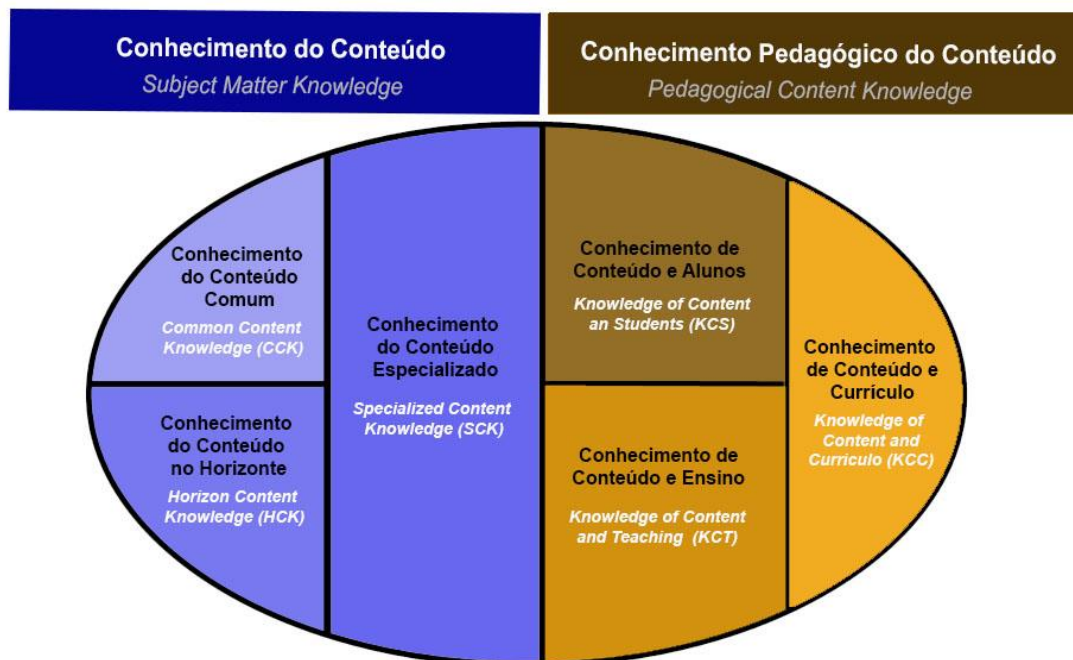 Conhecimento do Conteúdo
Subject Matter Knowledge
Conhecimento Pedagógico do Conteúdo
Pedagogical Content Knowledge
Conhecimento
do Conteúdo
Comum
Common Content
Knowledge (CCK)
Conhecimento
do Conteúdo
no Horizonte
Horizon Content
Knowledge (HCK)
Conhecimento
do Conteúdo
Especializado
Specialized Content
Knowledge (SCK)
Conhecimento de
Conteúdo e Alunos
Knowledge of Content
an Students (KCS)
Conhecimento de
Conteúdo e Ensino
Knowledge of Content
and Teaching (KCT)
Conhecimento
de Conteúdo e
Currículo
Knowledge of
Content and
Currículo (KCC)